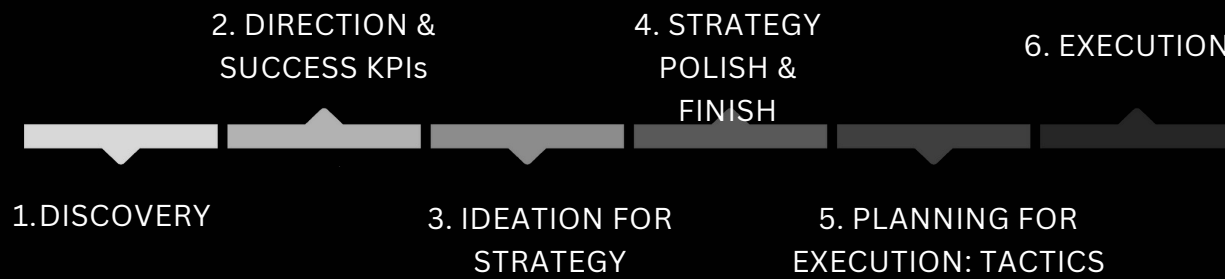 1.DISCOVERY
2. DIRECTION &
SUCCESS KPIs
3. IDEATION FOR
STRATEGY
4. STRATEGY
POLISH &
FINISH
5. PLANNING FOR
EXECUTION: TACTICS
6. EXECUTION